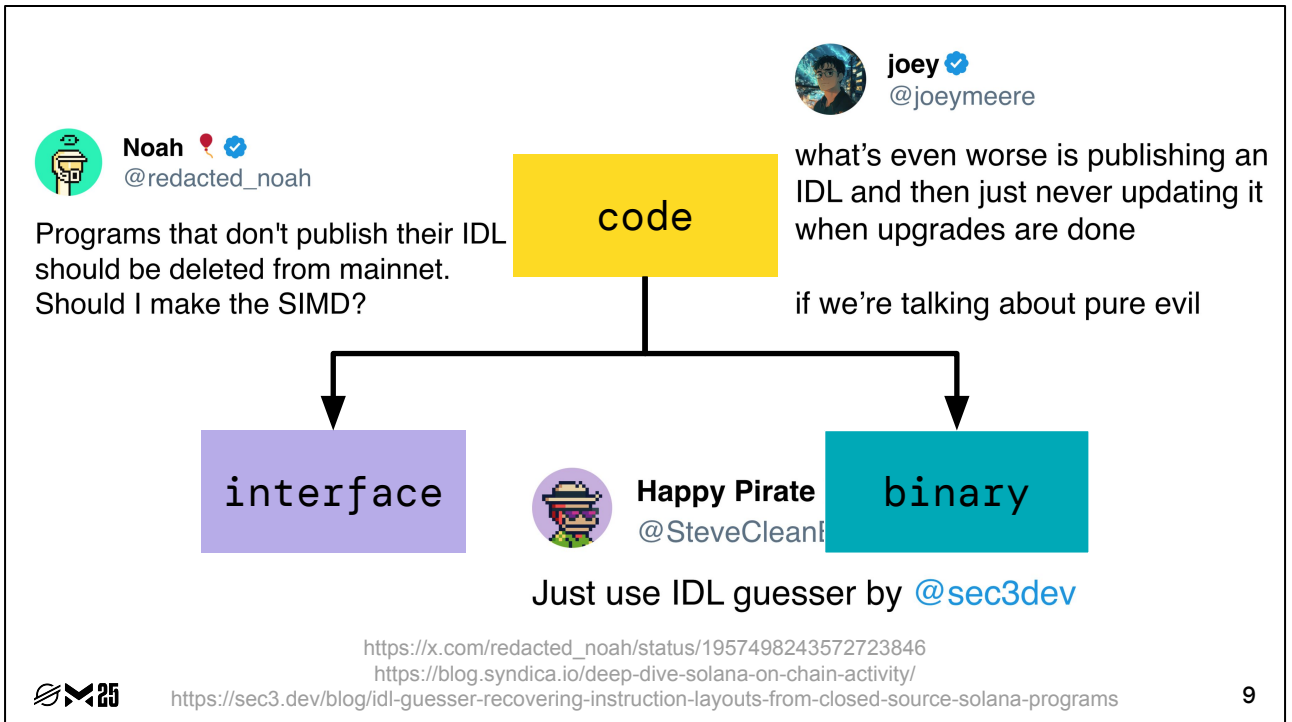 Noah
@redacted_noah
Programs that don't publish their IDL
should be deleted from mainnet.
Should I make the SIMD?
code
joey
@joeymeere
what’s even worse is publishing an
IDL and then just never updating it
when upgrades are done
if we’re talking about pure evil
interface
Happy Pirate
@SteveClean
binary
Just use IDL guesser by @sec3dev
https://x.com/redacted_noah/status/1957498243572723846
https://blog.syndica.io/deep-dive-solana-on-chain-activity/
https://sec3.dev/blog/idl-guesser-recovering-instruction-layouts-from-closed-source-solana-programs
25
9